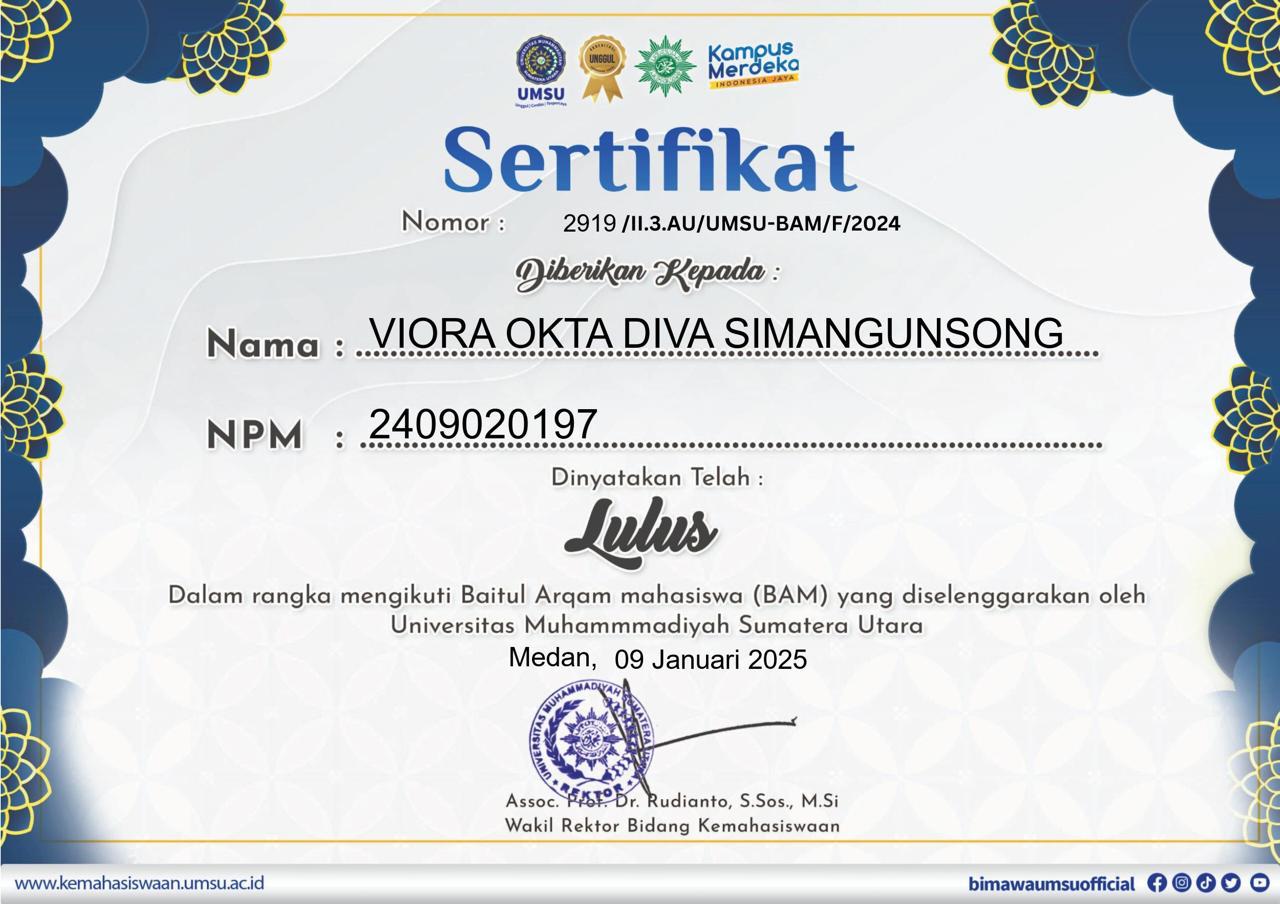 UMSU
Unggul | Cerdas | Terpercaya
UNGGUL
Kampus
Merdeka
INDONESIA JAYA
Sertifikat
Nomor : 2919 /II.3.AU/UMSU-BAM/F/2024
Diberikan Kepada :
Nama : VIORA OKTA DIVA SIMANGUNSONG
NPM : 2409020197
Dinyatakan Telah :
Lulus
Dalam rangka mengikuti Baitul Arqam mahasiswa (BAM) yang diselenggarakan oleh
Universitas Muhammmadiyah Sumatera Utara
Medan, 09 Januari 2025
UNIVERSITAS MUHAMMADIYAH SUMATERA
REKTOR
Assoc. Prof. Dr. Rudianto, S.Sos., M.Si
Wakil Rektor Bidang Kemahasiswaan
www.kemahasiswaan.umsu.ac.id
bimawaumsuofficial